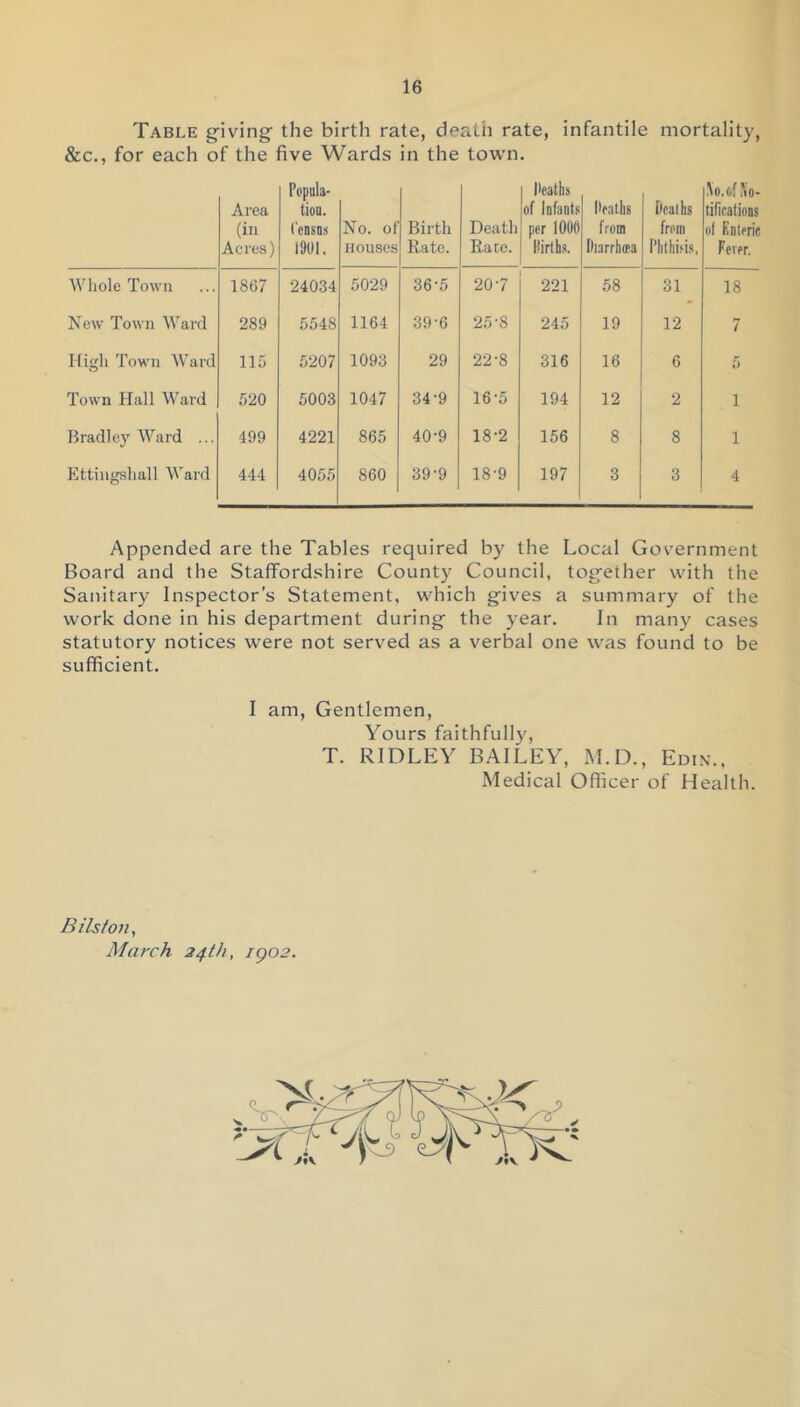 16
TABLE giving the birth rate, death rate, infantile mortality,
&c., for each of the five Wards in the town.
Area (in Acres) | Popula-tion. Census 1901. | No. of Houses | Birth Rate. | Death Rate. | Deaths of Infants per 1000 Births. | Deaths from Diarrhœa | Deaths from Phthisis. | No. of No-tifications of Enteric Fever.
Whole Town ... | 1867 | 24034 | 5029 | 36·5 | 20·7 | 221 | 58 | 31 | 18
New Town Ward | 289 | 5548 | 1164 | 39·6 | 25·8 | 245 | 19 | 12 | 7
High Town Ward | 115 | 5207 | 1093 | 29 | 22·8 | 316 | 16 | 6 | 5
Town Hall Ward | 520 | 5003 | 1047 | 34·9 | 16·5 | 194 | 12 | 2 | 1
Bradley Ward ... | 499 | 4221 | 865 | 40·9 | 18·2 | 156 | 8 | 8 | 1
Ettingshall Ward | 444 | 4055 | 860 | 39·9 | 18·9 | 197 | 3 | 3 | 4
Appended are the Tables required by the Local Government
Board and the Staffordshire County Council, together with the
Sanitary Inspector's Statement, which gives a summary of the
work done in his department during the year. In many cases
statutory notices were not served as a verbal one was found to be
sufficient.
I am, Gentlemen,
Yours faithfully,
T. RIDLEY BAILEY, M.D., EDIN.,
Medical Officer of Health.
Bilston,
March 24th, 1902.